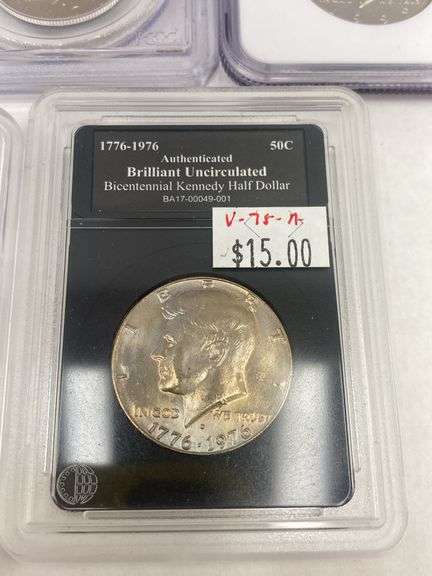 1776-1976 50C
Authenticated
Brilliant Uncirculated
Bicentennial Kennedy Half Dollar
BA17-00049-001
$15.00
LIBERTY
IN GOD WE TRUST
D
1776·1976